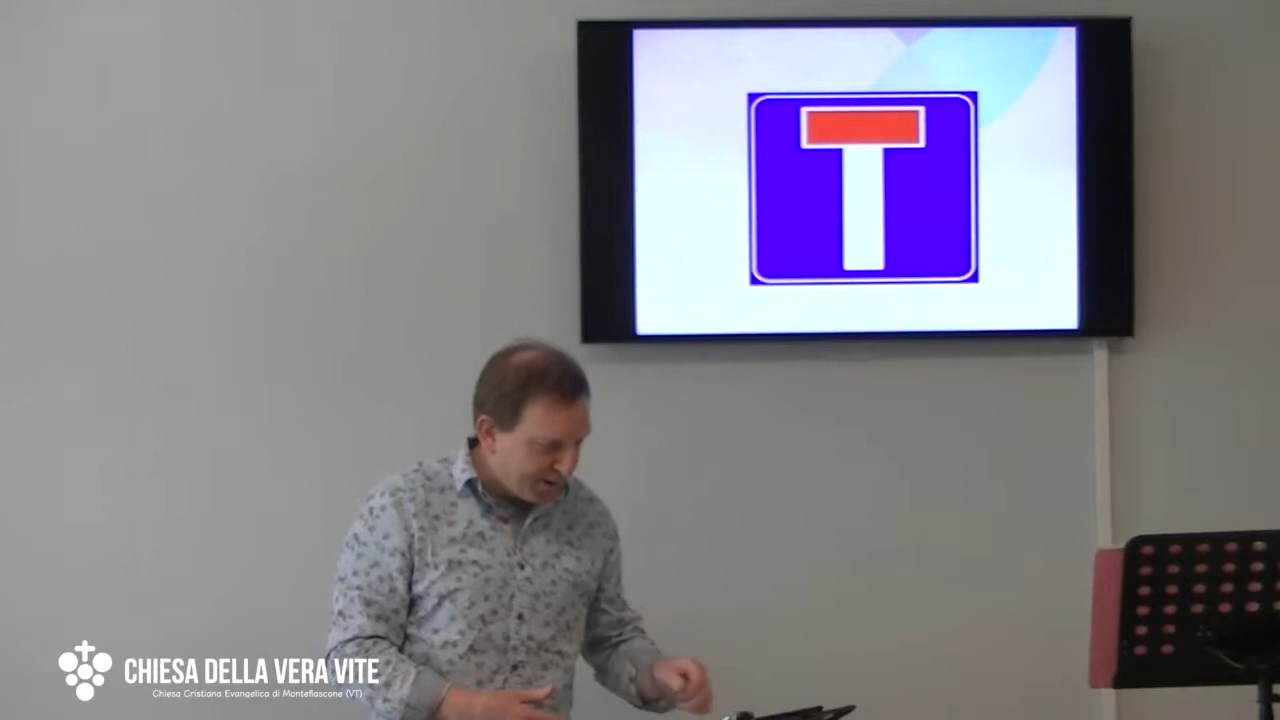 CHIESA DELLA VERA VITE
Chiesa Cristiana Evangelica di Montefiascone (VT)